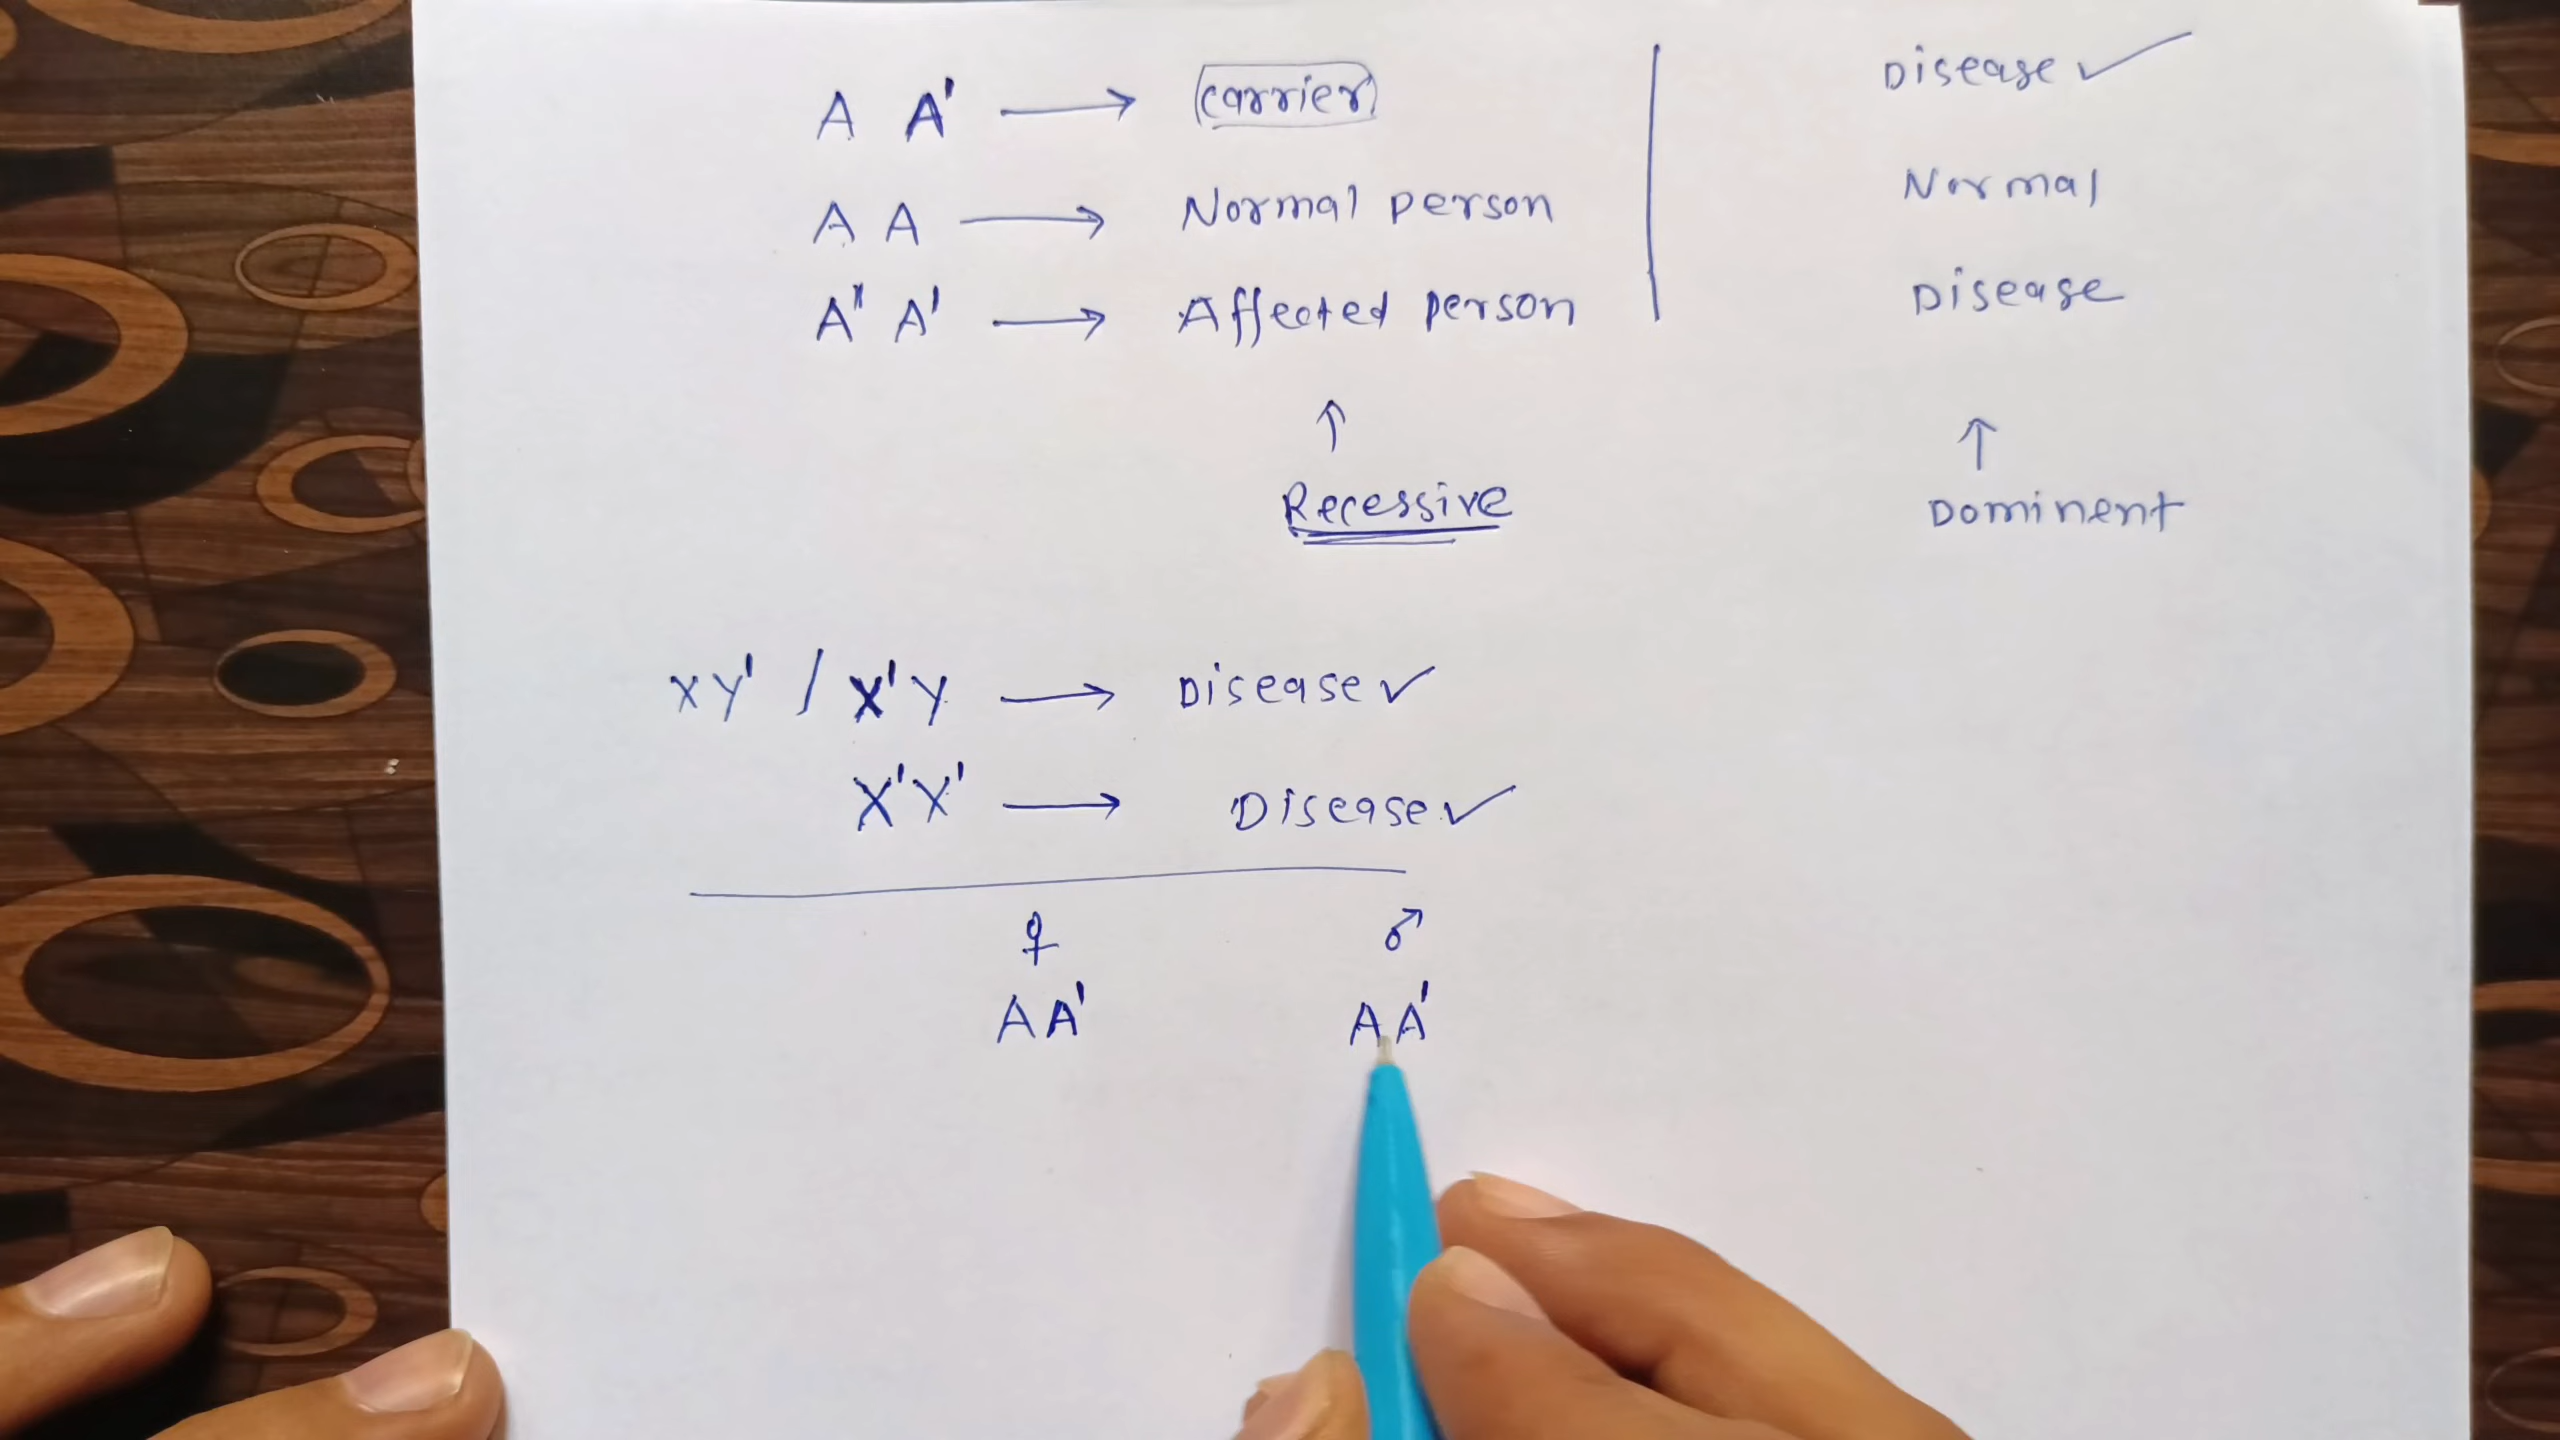 A A' → carrier | Disease ✓
A A → Normal person | Normal
A' A' → Affected person | Disease
↑ ↑
Recessive Dominent
XY' / X'Y → Disease ✓
X'X' → Disease ✓
♀ ♂
AA' AA'